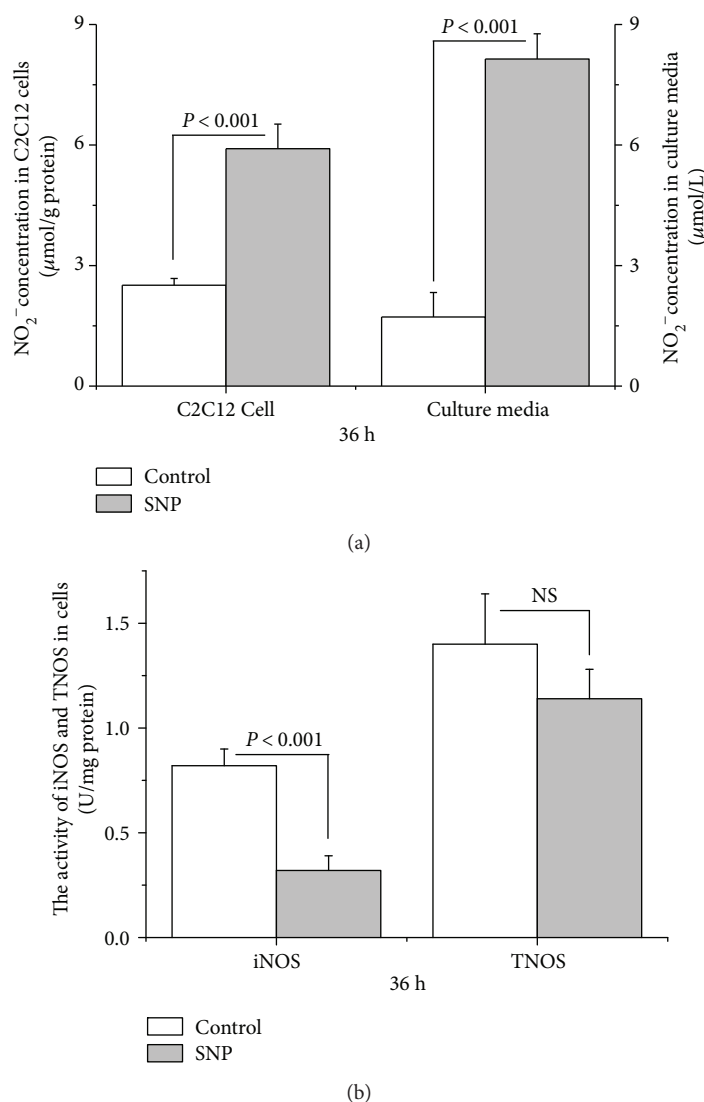 9
6
3
0
NO₂⁻ concentration in C2C12 cells
(μmol/g protein)
P < 0.001
P < 0.001
9
6
3
0
NO₂⁻ concentration in culture media
(μmol/L)
C2C12 Cell
Culture media
36 h
Control
SNP
(a)
1.5
1.0
0.5
0.0
The activity of iNOS and TNOS in cells
(U/mg protein)
P < 0.001
NS
iNOS
TNOS
36 h
Control
SNP
(b)